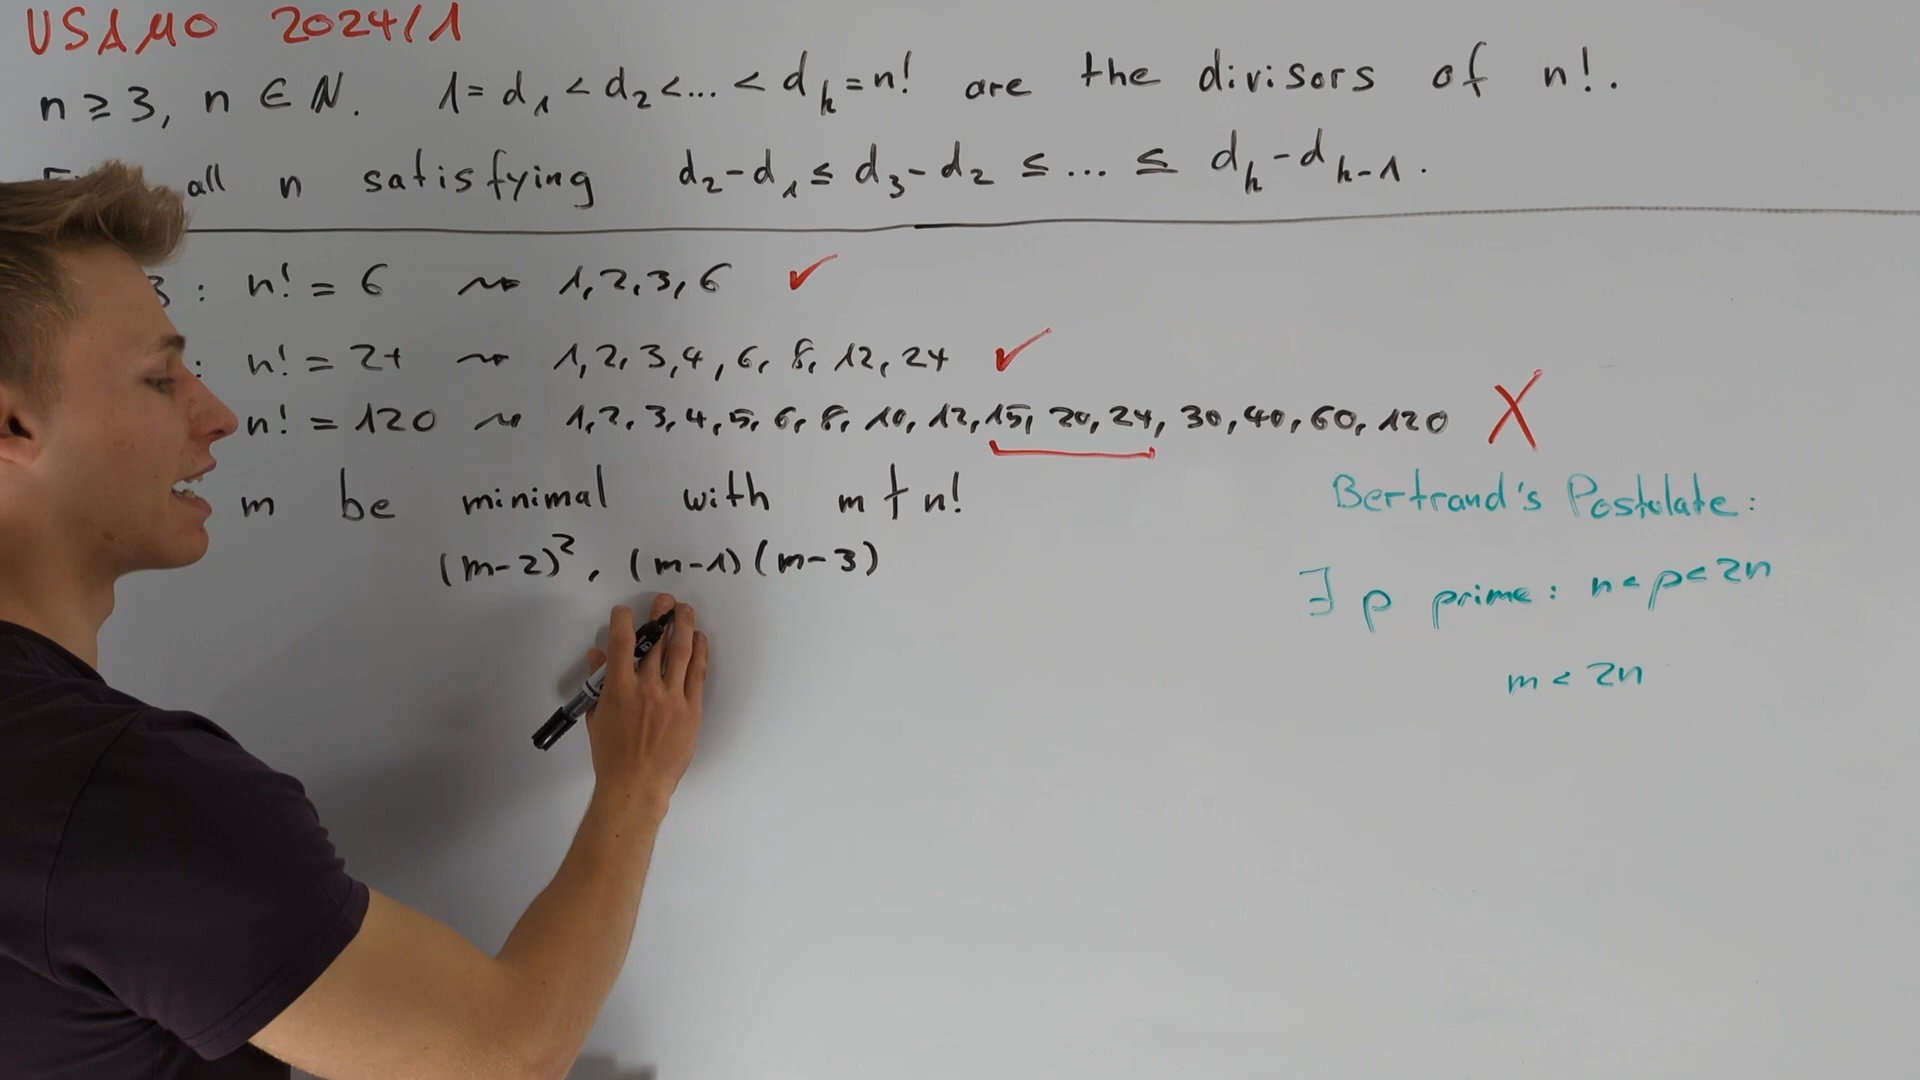 USAMO 2024/1
n ≥ 3, n ∈ N. 1 = d₁ < d₂ < ... < dₖ = n! are the divisors of n!.
all n satisfying d₂-d₁ ≤ d₃-d₂ ≤ ... ≤ dₖ-dₖ₋₁.
3 : n! = 6 ⇝ 1, 2, 3, 6 ✓
: n! = 24 ⇝ 1, 2, 3, 4, 6, 8, 12, 24 ✓
n! = 120 ⇝ 1, 2, 3, 4, 5, 6, 8, 10, 12, 15, 20, 24, 30, 40, 60, 120 X
m be minimal with m ∤ n!
(m-2)², (m-1)(m-3)
Bertrand's Postulate:
∃ p prime: n < p < 2n
m < 2n